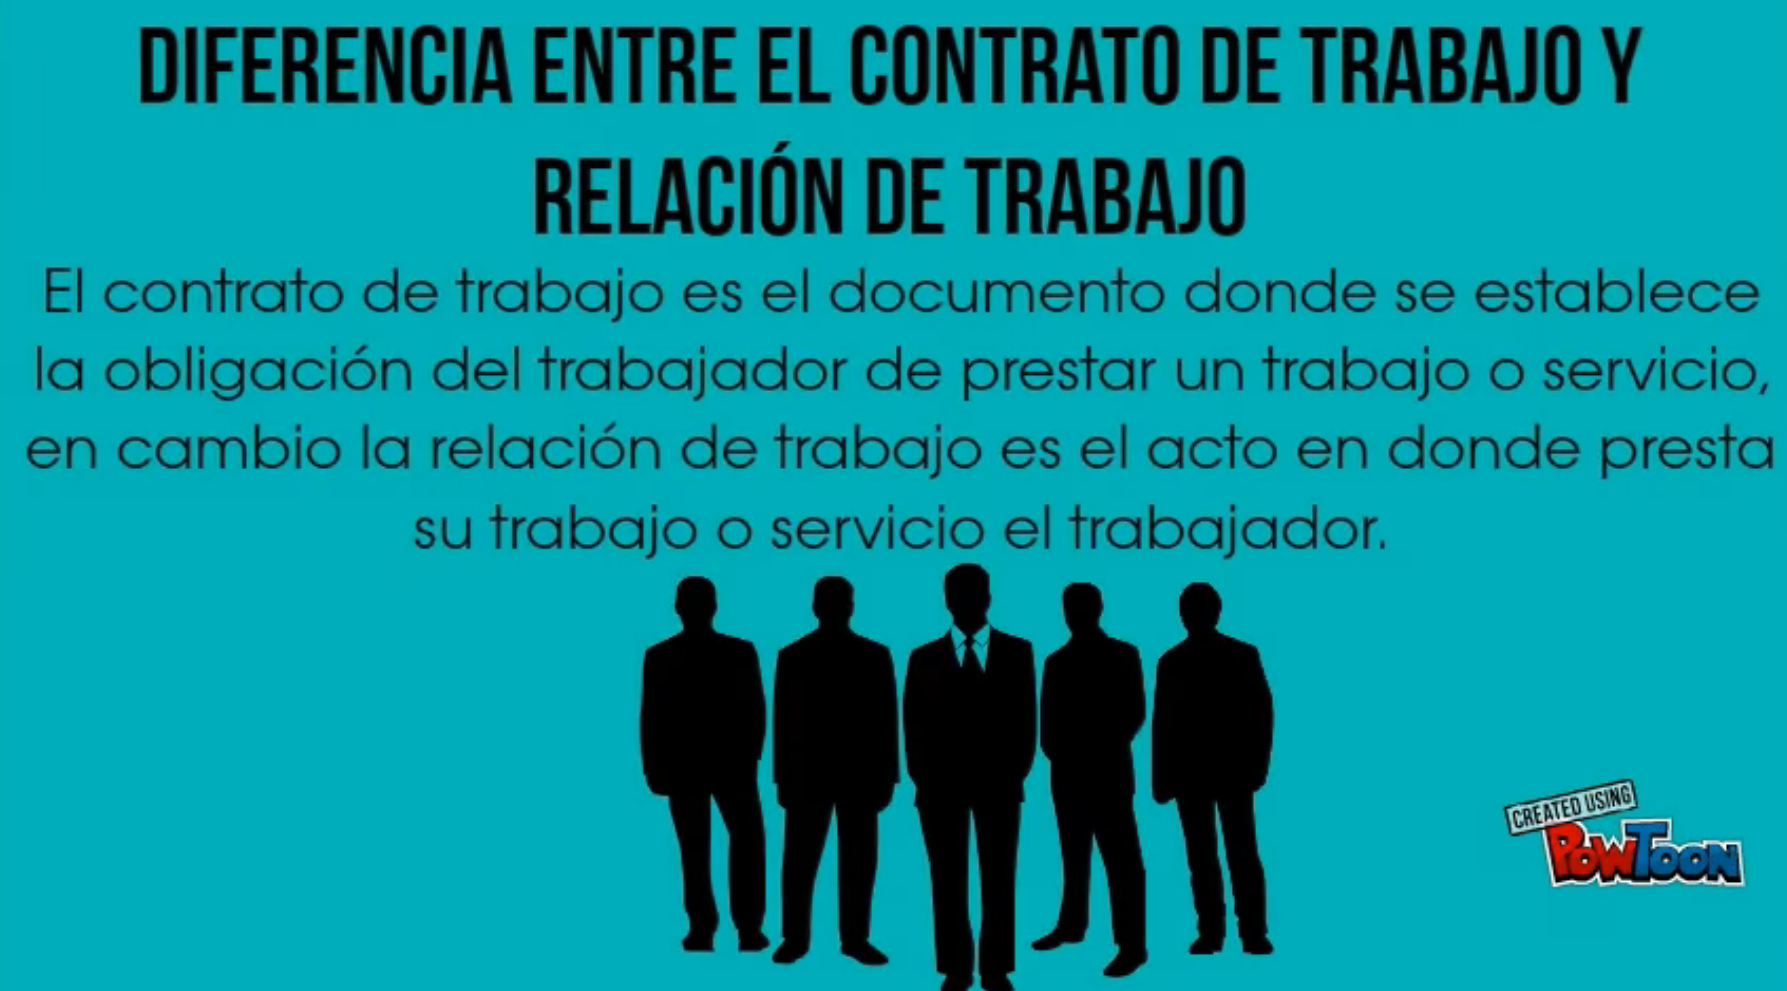 DIFERENCIA ENTRE EL CONTRATO DE TRABAJO Y
RELACIÓN DE TRABAJO
El contrato de trabajo es el documento donde se establece
la obligación del trabajador de prestar un trabajo o servicio,
en cambio la relación de trabajo es el acto en donde presta
su trabajo o servicio el trabajador.
CREATED USING
POWTOON